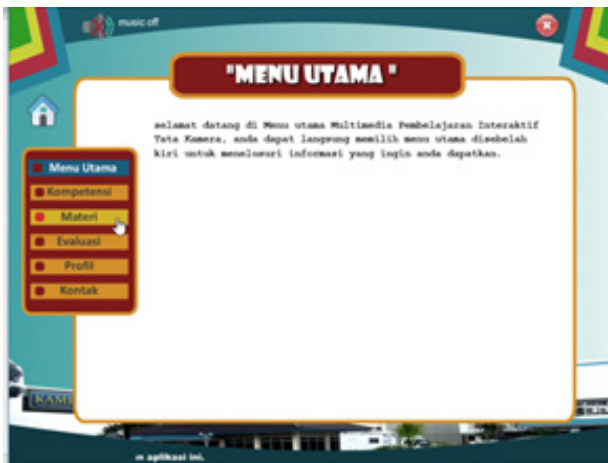 music off
"MENU UTAMA "
selamat datang di Menu utama Multimedia Pembelajaran Interaktif
Tata Kamera, anda dapat langsung memilih menu utama disebelah
kiri untuk menelusuri informasi yang ingin anda dapatkan.
Menu Utama
Kompetensi
Materi
Evaluasi
Profil
Kontak
n aplikasi ini.